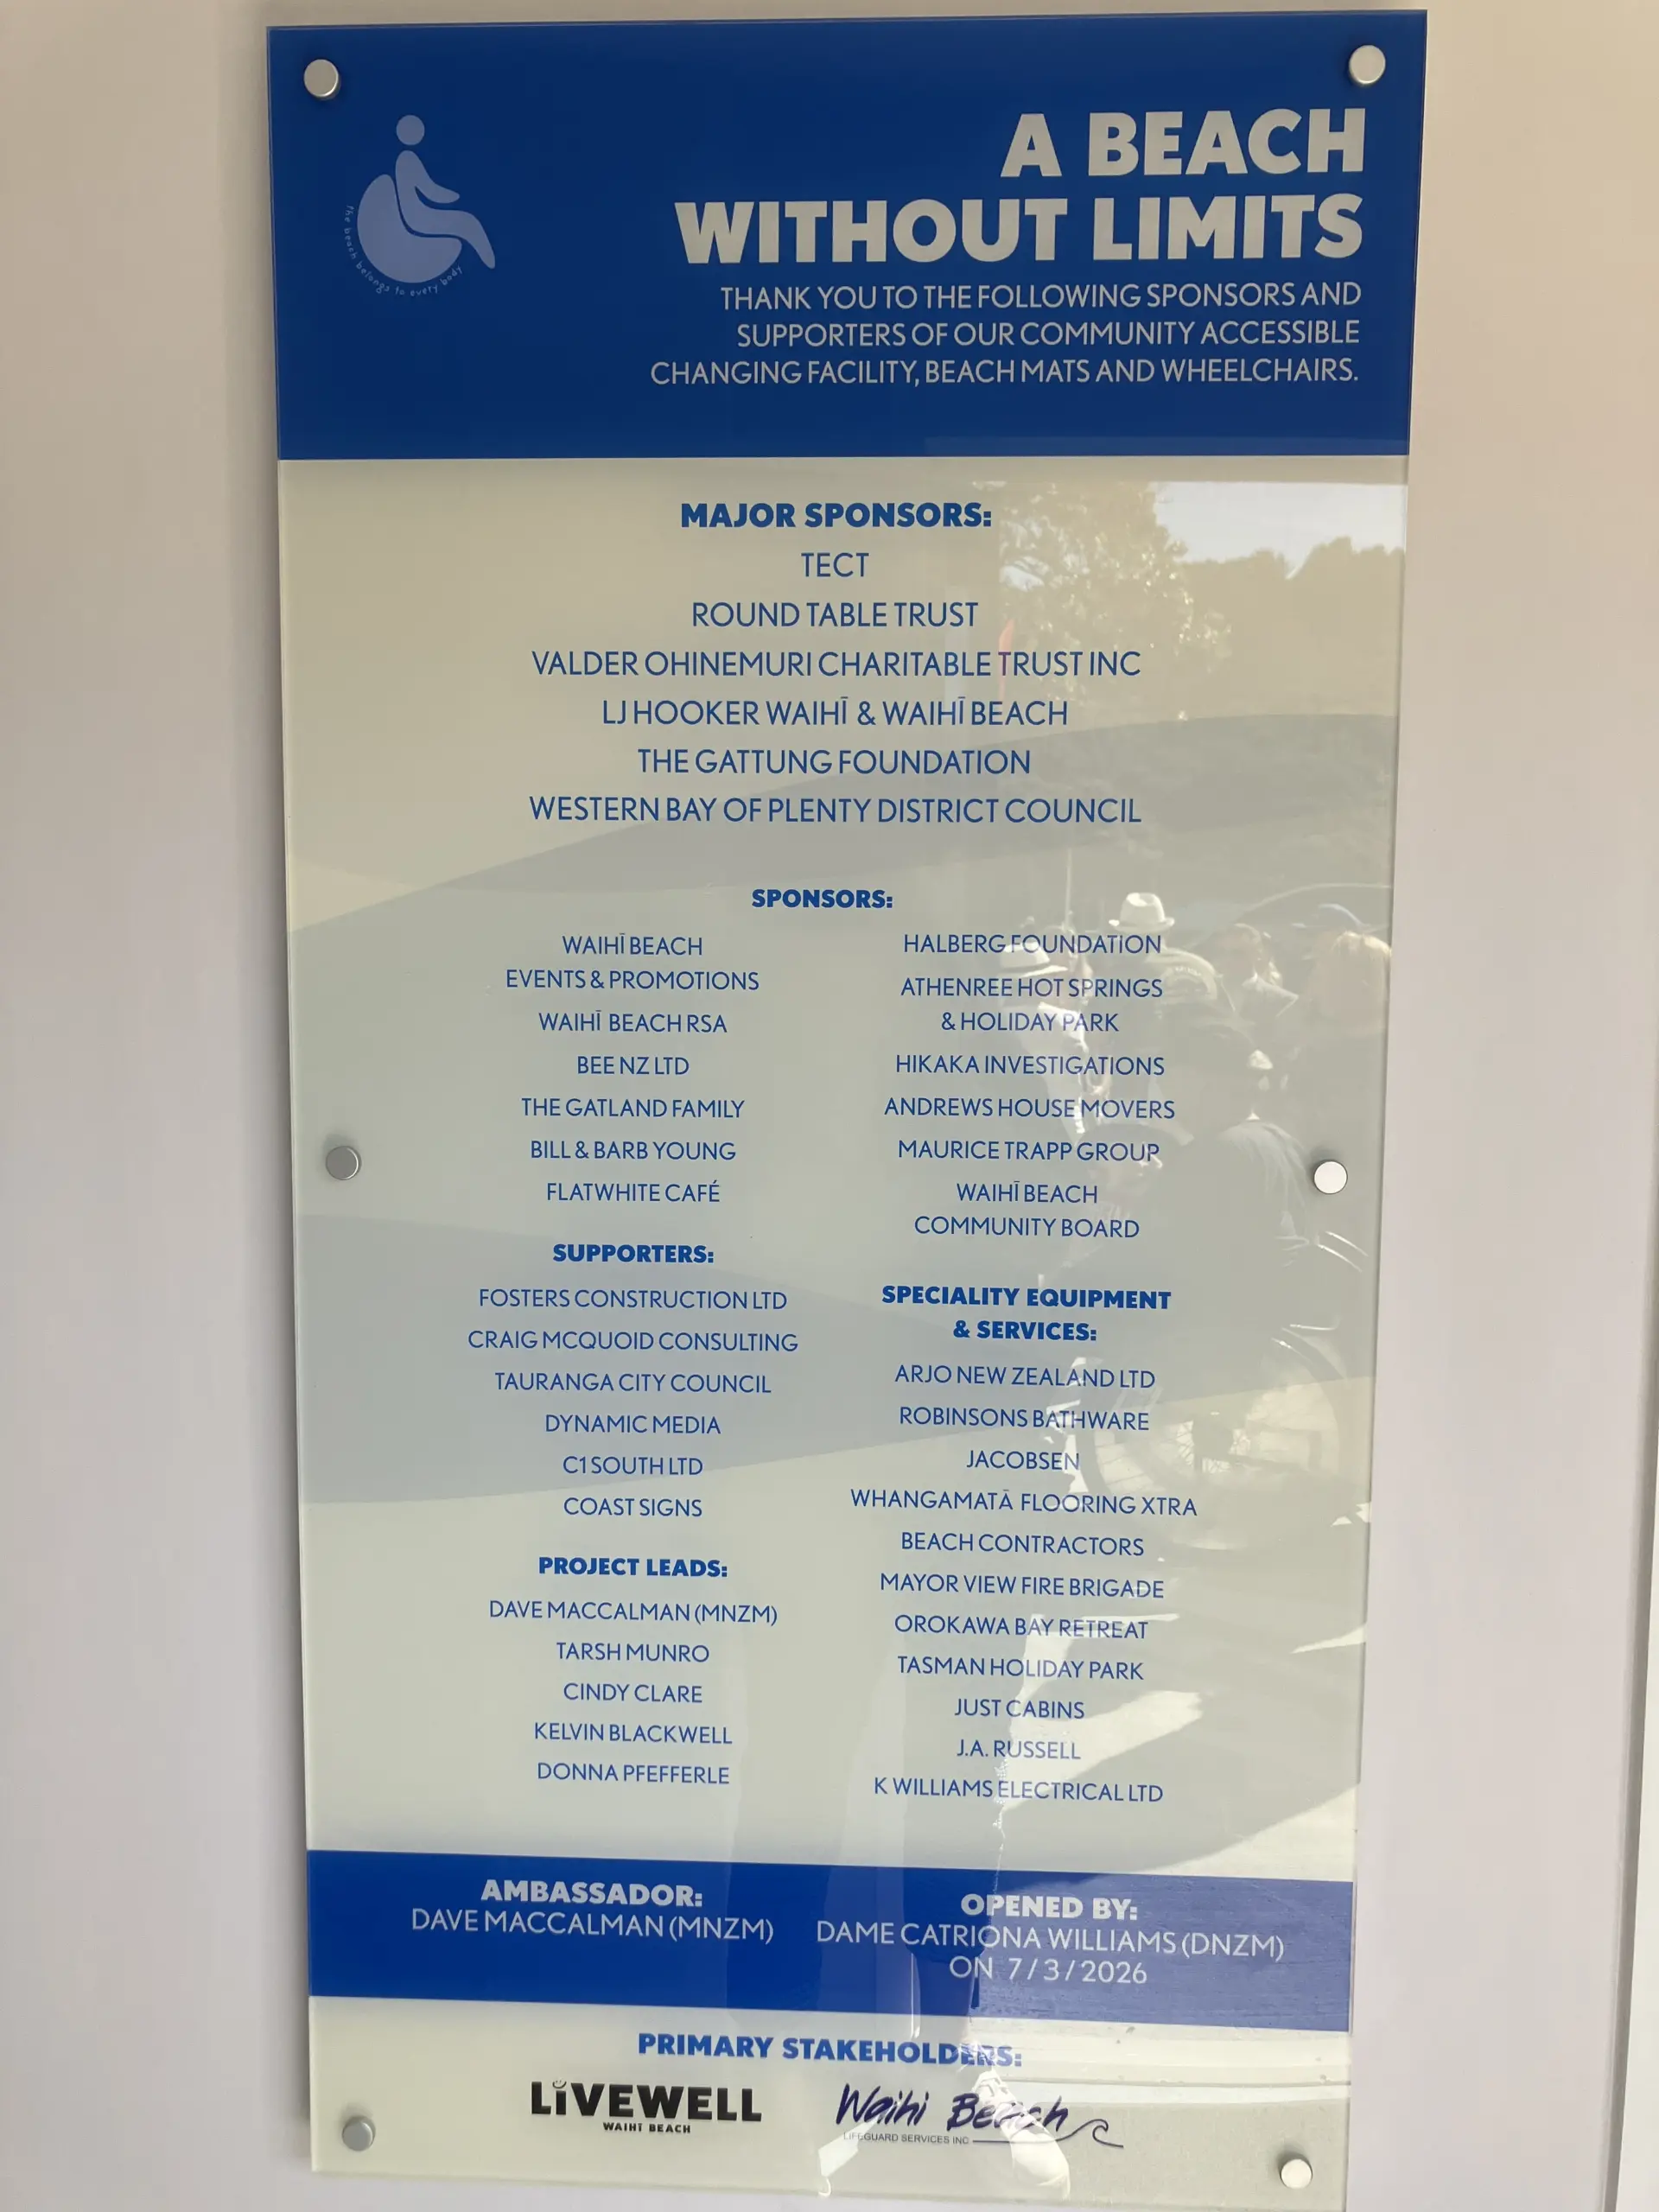 the beach belongs to every body
A BEACH
WITHOUT LIMITS
THANK YOU TO THE FOLLOWING SPONSORS AND
SUPPORTERS OF OUR COMMUNITY ACCESSIBLE
CHANGING FACILITY, BEACH MATS AND WHEELCHAIRS.
MAJOR SPONSORS:
TECT
ROUND TABLE TRUST
VALDER OHINEMURI CHARITABLE TRUST INC
LJ HOOKER WAIHĪ & WAIHĪ BEACH
THE GATTUNG FOUNDATION
WESTERN BAY OF PLENTY DISTRICT COUNCIL
SPONSORS:
WAIHĪ BEACH
EVENTS & PROMOTIONS
WAIHĪ BEACH RSA
BEE NZ LTD
THE GATLAND FAMILY
BILL & BARB YOUNG
FLATWHITE CAFÉ
HALBERG FOUNDATION
ATHENREE HOT SPRINGS
& HOLIDAY PARK
HIKAKA INVESTIGATIONS
ANDREWS HOUSE MOVERS
MAURICE TRAPP GROUP
WAIHĪ BEACH
COMMUNITY BOARD
SUPPORTERS:
FOSTERS CONSTRUCTION LTD
CRAIG MCQUOID CONSULTING
TAURANGA CITY COUNCIL
DYNAMIC MEDIA
C1 SOUTH LTD
COAST SIGNS
PROJECT LEADS:
DAVE MACCALMAN (MNZM)
TARSH MUNRO
CINDY CLARE
KELVIN BLACKWELL
DONNA PFEFFERLE
SPECIALITY EQUIPMENT
& SERVICES:
ARJO NEW ZEALAND LTD
ROBINSONS BATHWARE
JACOBSEN
WHANGAMATĀ FLOORING XTRA
BEACH CONTRACTORS
MAYOR VIEW FIRE BRIGADE
OROKAWA BAY RETREAT
TASMAN HOLIDAY PARK
JUST CABINS
J.A. RUSSELL
K WILLIAMS ELECTRICAL LTD
AMBASSADOR:
DAVE MACCALMAN (MNZM)
OPENED BY:
DAME CATRIONA WILLIAMS (DNZM)
ON 7/3/2026
PRIMARY STAKEHOLDERS:
LiVEWELL
WAIHĪ BEACH
Waihi Beach
LIFEGUARD SERVICES INC